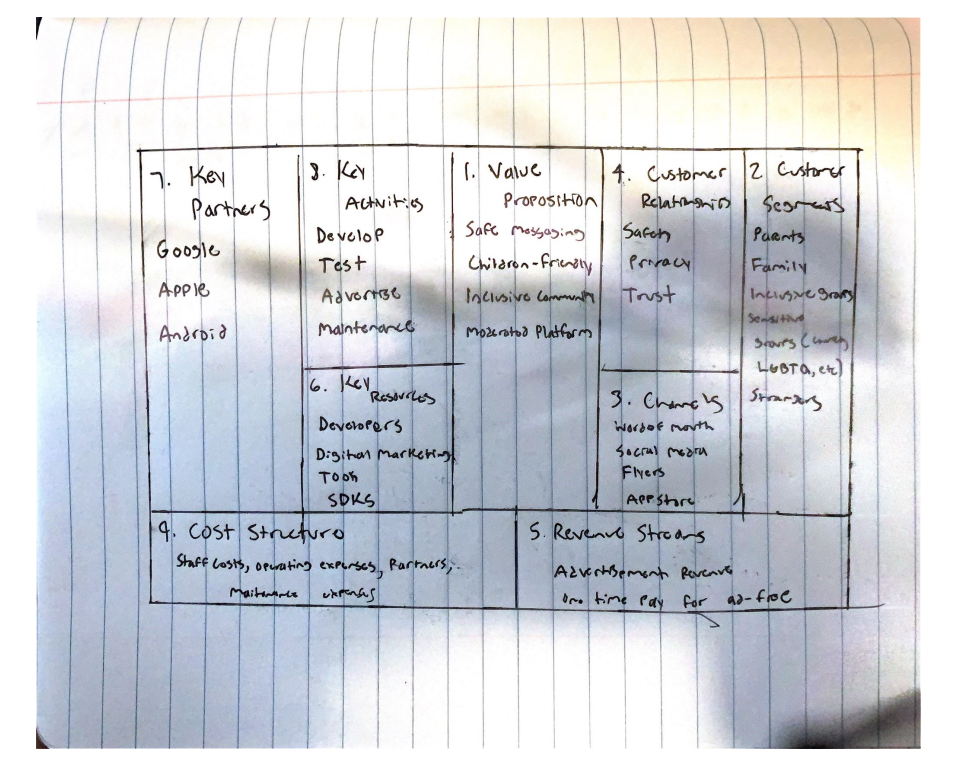 7. Key
Partners
Google
Apple
Android
8. Key
Activities
Develop
Test
Advertise
Maintenance
6. Key
Resources
Developers
Digital Marketing
Tools
SDKS
1. Value
Proposition
Safe messaging
Children-friendly
Inclusive Community
Moderated Platform
4. Customer
Relationships
Safety
Privacy
Trust
3. Channels
Word of mouth
Social media
Flyers
App Store
2 Customer
Segments
Parents
Family
Inclusive groups
Sensitive
groups (
LGBTQ, etc)
Strangers
9. Cost Structure
Staff costs, operating expenses, Partners,
Maitenance expenses
5. Revenue Streams
Advertisement Revenue
One time pay for ad-free